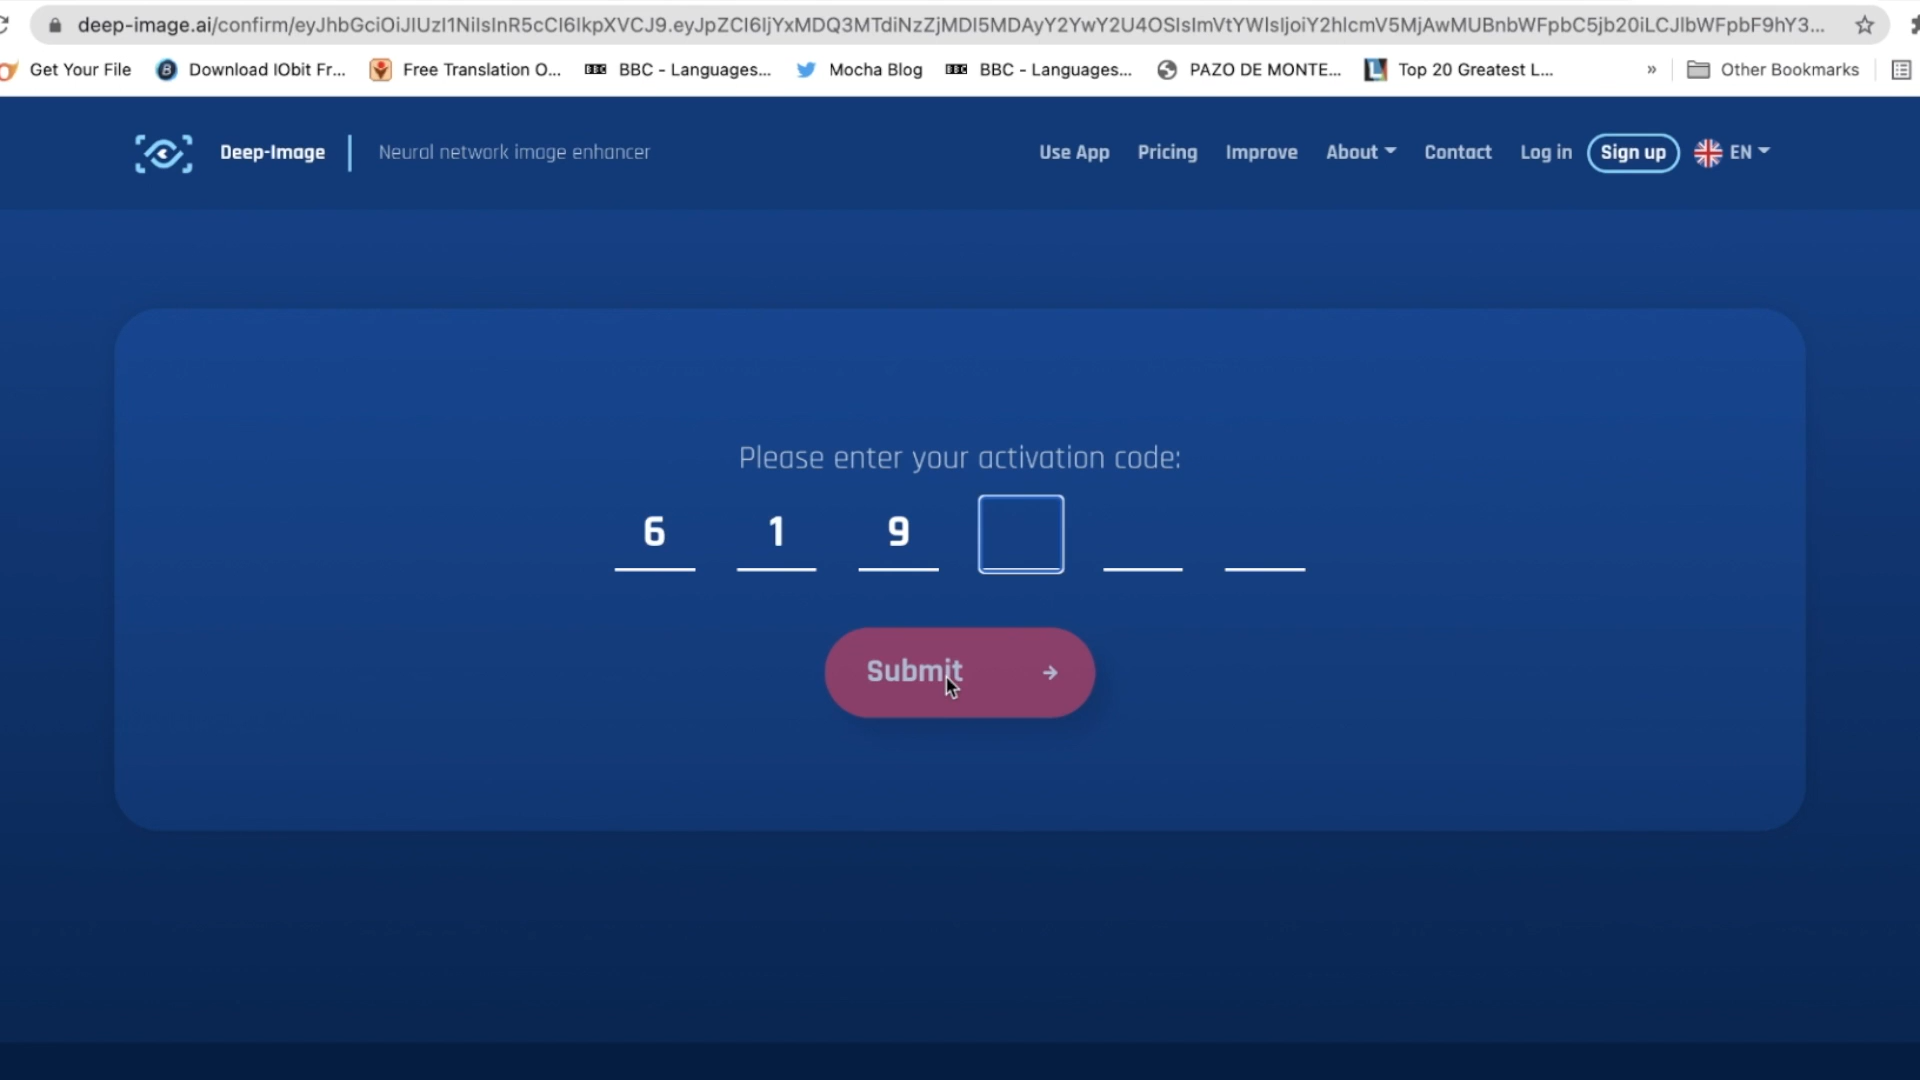 deep-image.ai/confirm/eyJhbGciOiJIUzI1NiIsInR5cCI6IkpXVCJ9.eyJpZCI6IjYxMDQ3MTdiNzZjMDI5MDAyY2YwY2U4OSIsImVtYWlsIjoiY2hlcmV5MjAwMUBnbWFpbC5jb20iLCJlbWFpbF9hY3...
Get Your File Download IObit Fr... Free Translation O... BBC - Languages... Mocha Blog BBC - Languages... PAZO DE MONTE... Top 20 Greatest L... » Other Bookmarks
Deep-Image Neural network image enhancer Use App Pricing Improve About Contact Log in Sign up EN
Please enter your activation code:
6 1 9
Submit →